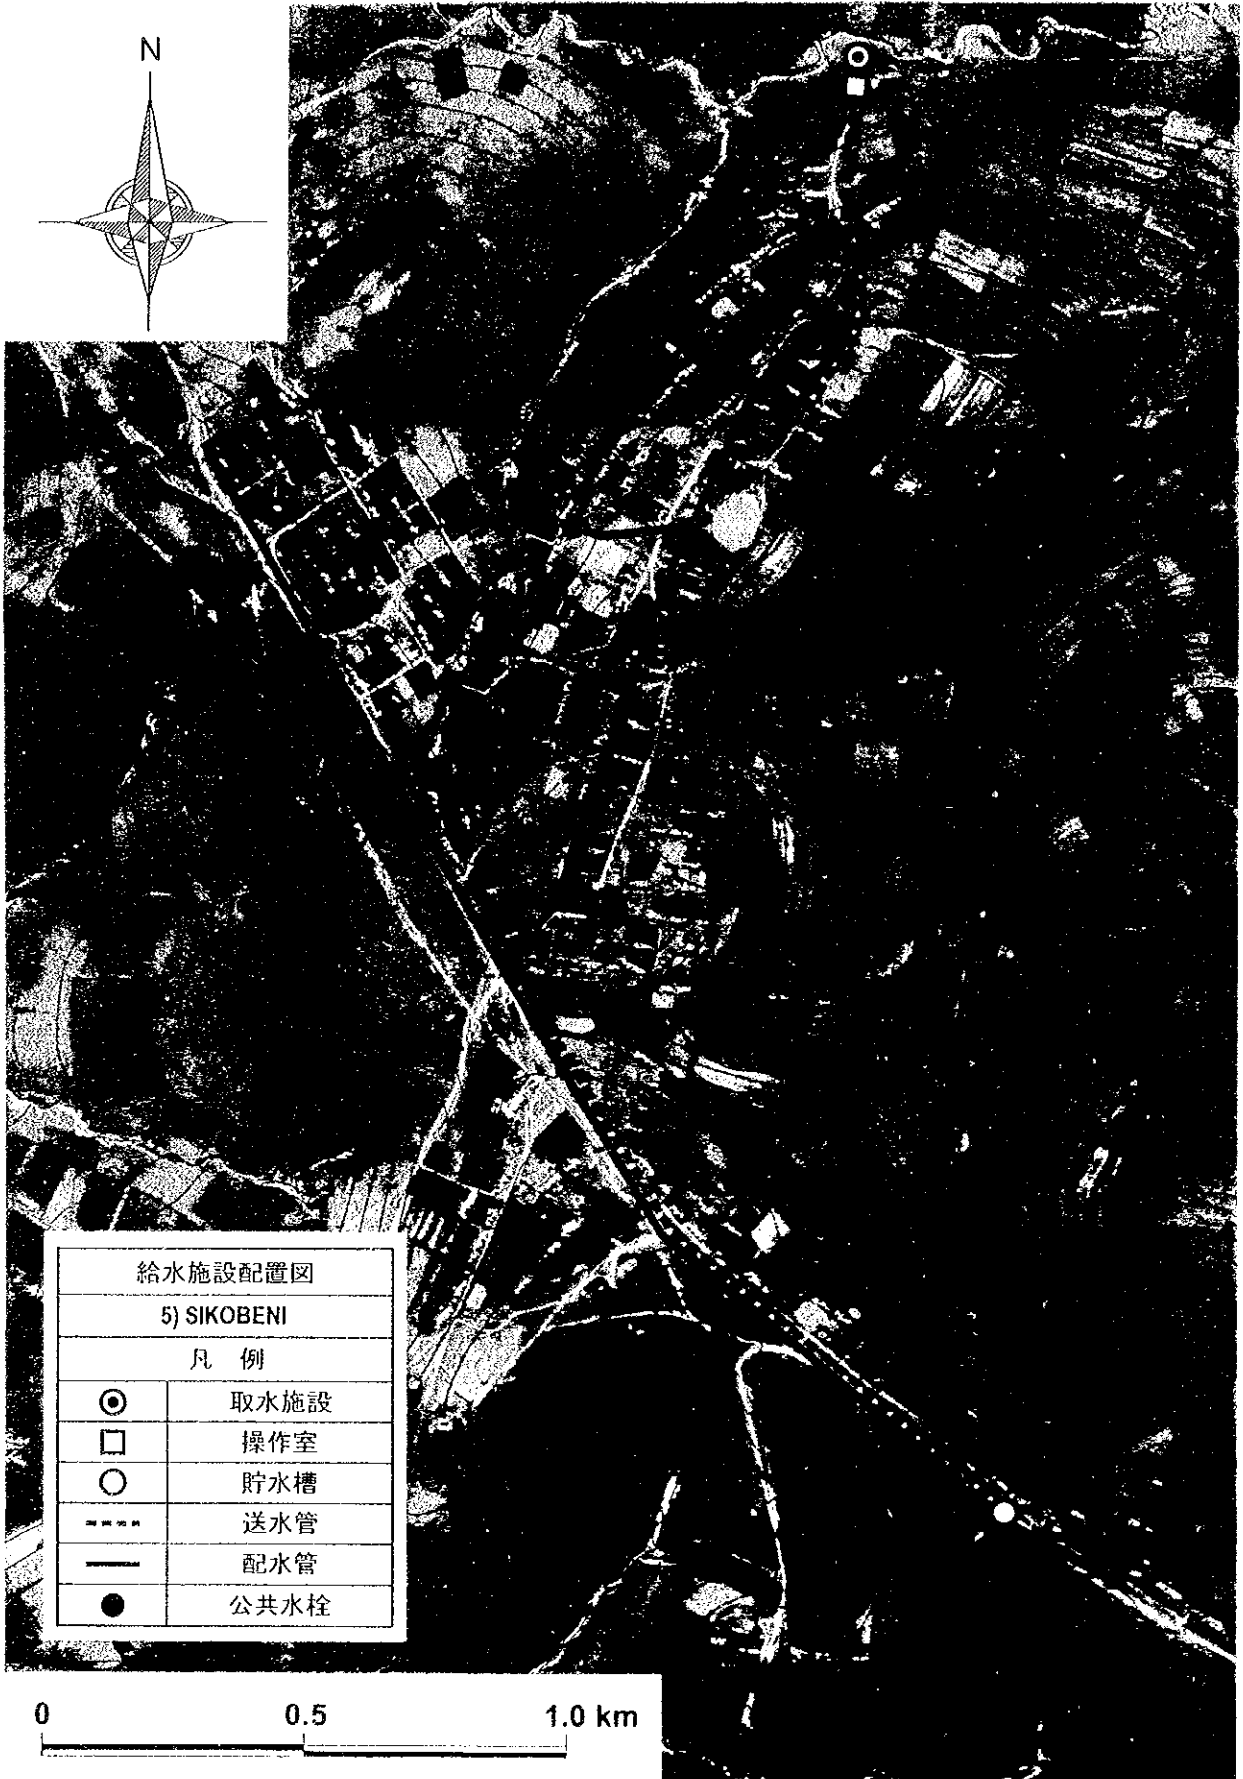 N
給水施設配置図
5) SIKOBENI
凡 例
取水施設
操作室
貯水槽
送水管
配水管
公共水栓
0 0.5 1.0 km